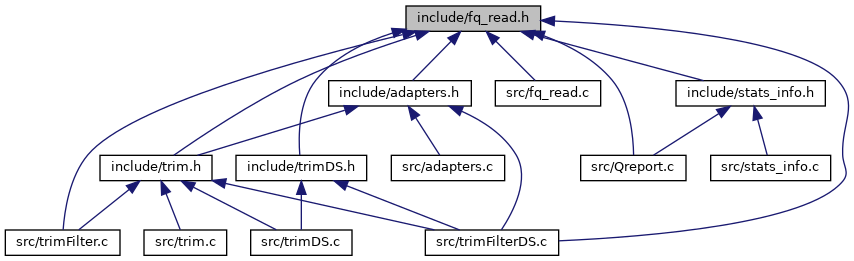 include/fq_read.h
include/adapters.h
src/fq_read.c
include/stats_info.h
include/trim.h
include/trimDS.h
src/adapters.c
src/Qreport.c
src/stats_info.c
src/trimFilter.c
src/trim.c
src/trimDS.c
src/trimFilterDS.c